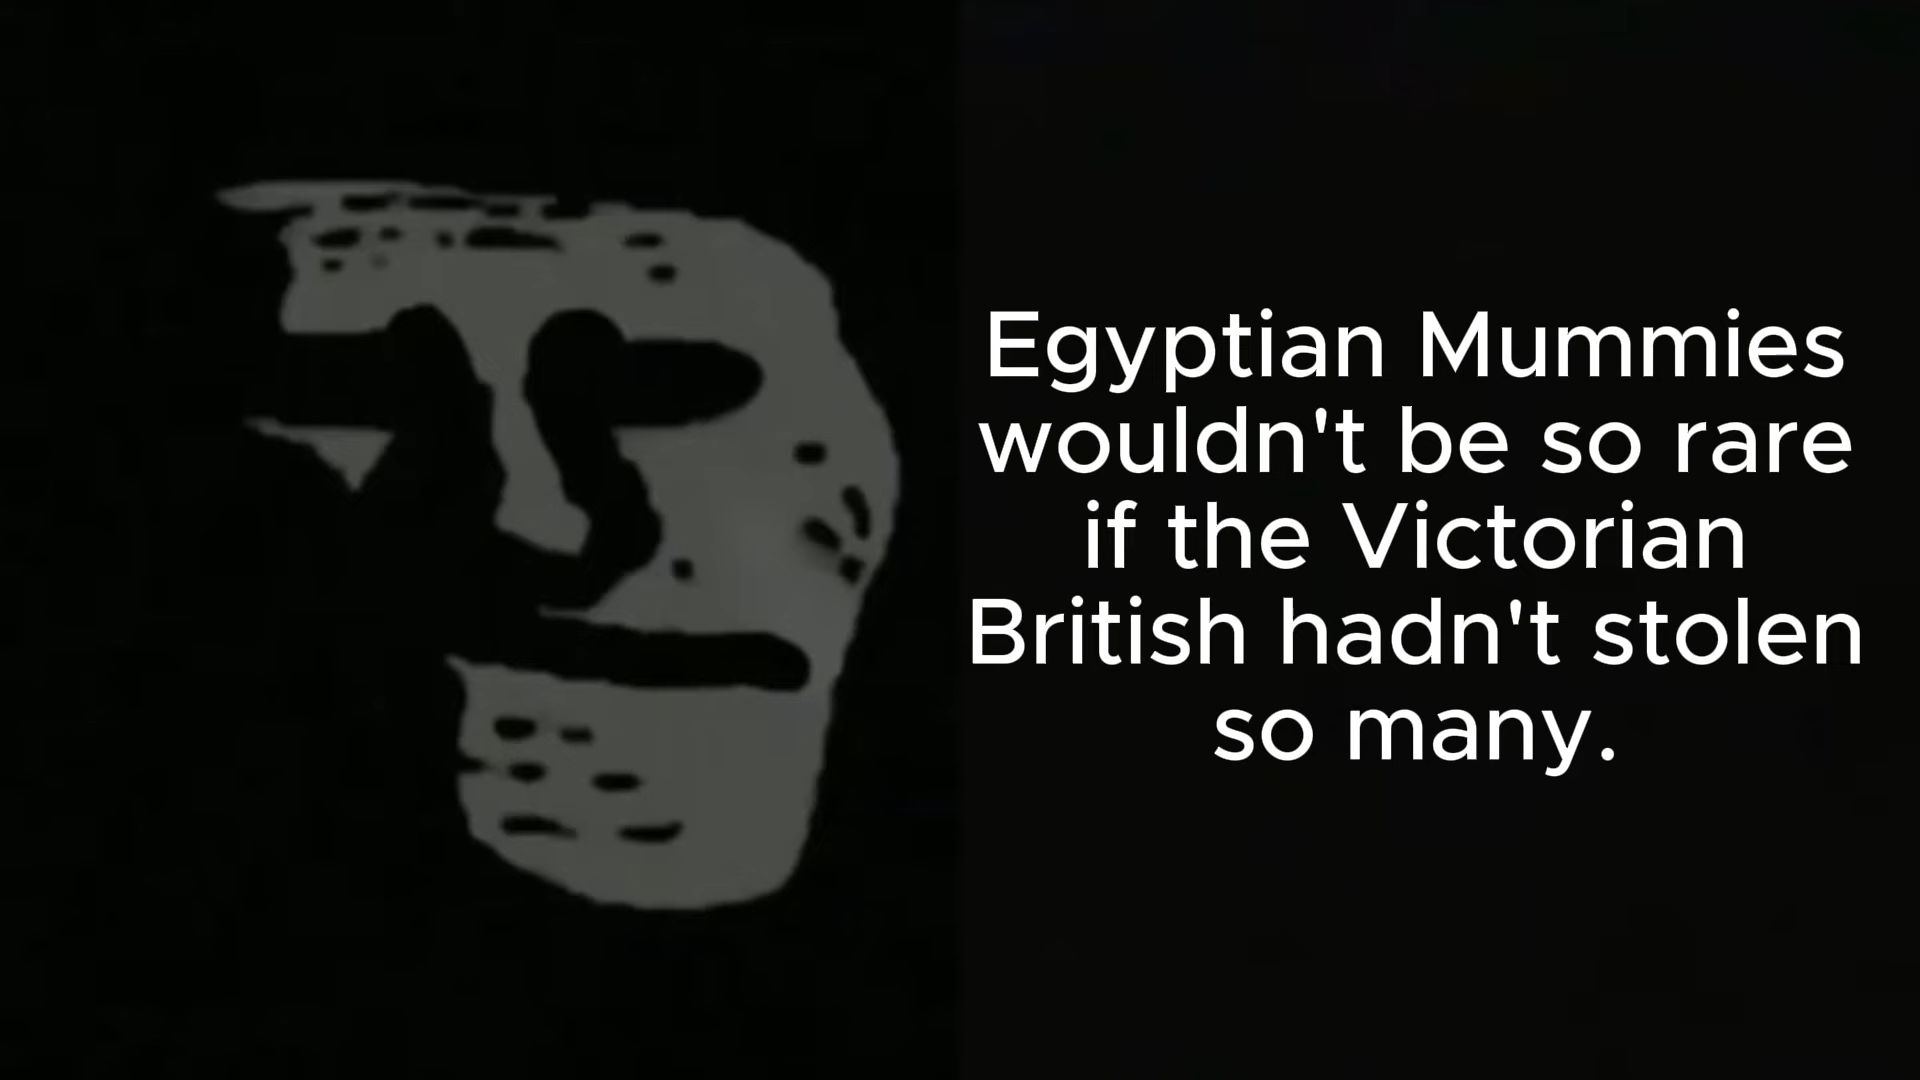 Egyptian Mummies
wouldn't be so rare
if the Victorian
British hadn't stolen
so many.